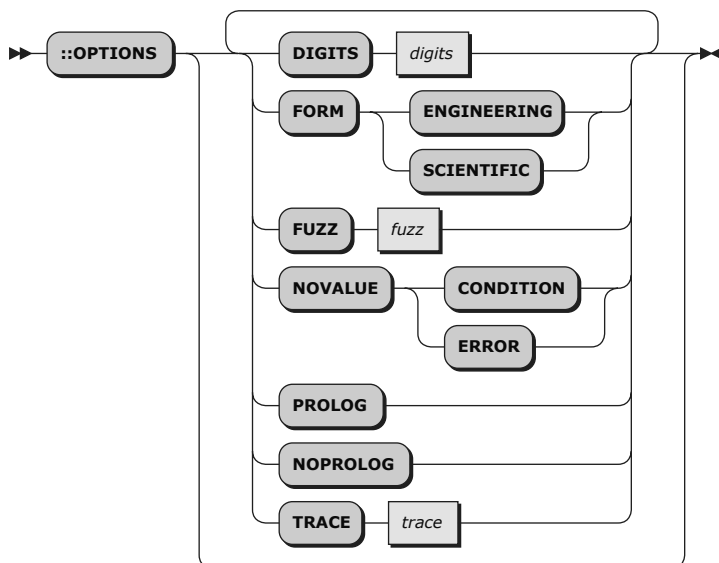 ::OPTIONS DIGITS digits
FORM ENGINEERING
SCIENTIFIC
FUZZ fuzz
NOVALUE CONDITION
ERROR
PROLOG
NOPROLOG
TRACE trace